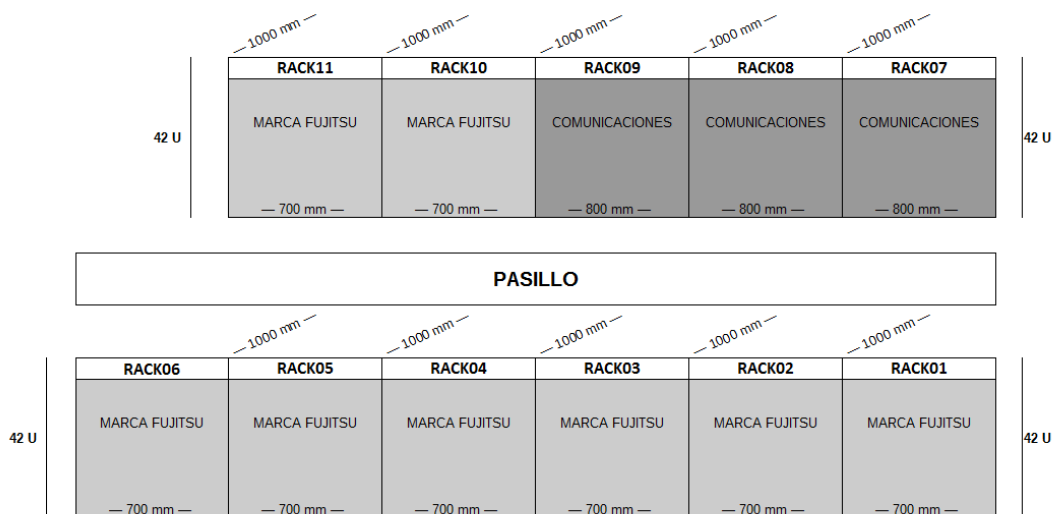 — 1000 mm — — 1000 mm — — 1000 mm — — 1000 mm — — 1000 mm —
RACK11 RACK10 RACK09 RACK08 RACK07
MARCA FUJITSU MARCA FUJITSU COMUNICACIONES COMUNICACIONES COMUNICACIONES
42 U 42 U
— 700 mm — — 700 mm — — 800 mm — — 800 mm — — 800 mm —
PASILLO
— 1000 mm — — 1000 mm — — 1000 mm — — 1000 mm — — 1000 mm —
RACK06 RACK05 RACK04 RACK03 RACK02 RACK01
MARCA FUJITSU MARCA FUJITSU MARCA FUJITSU MARCA FUJITSU MARCA FUJITSU MARCA FUJITSU
42 U 42 U
— 700 mm — — 700 mm — — 700 mm — — 700 mm — — 700 mm — — 700 mm —